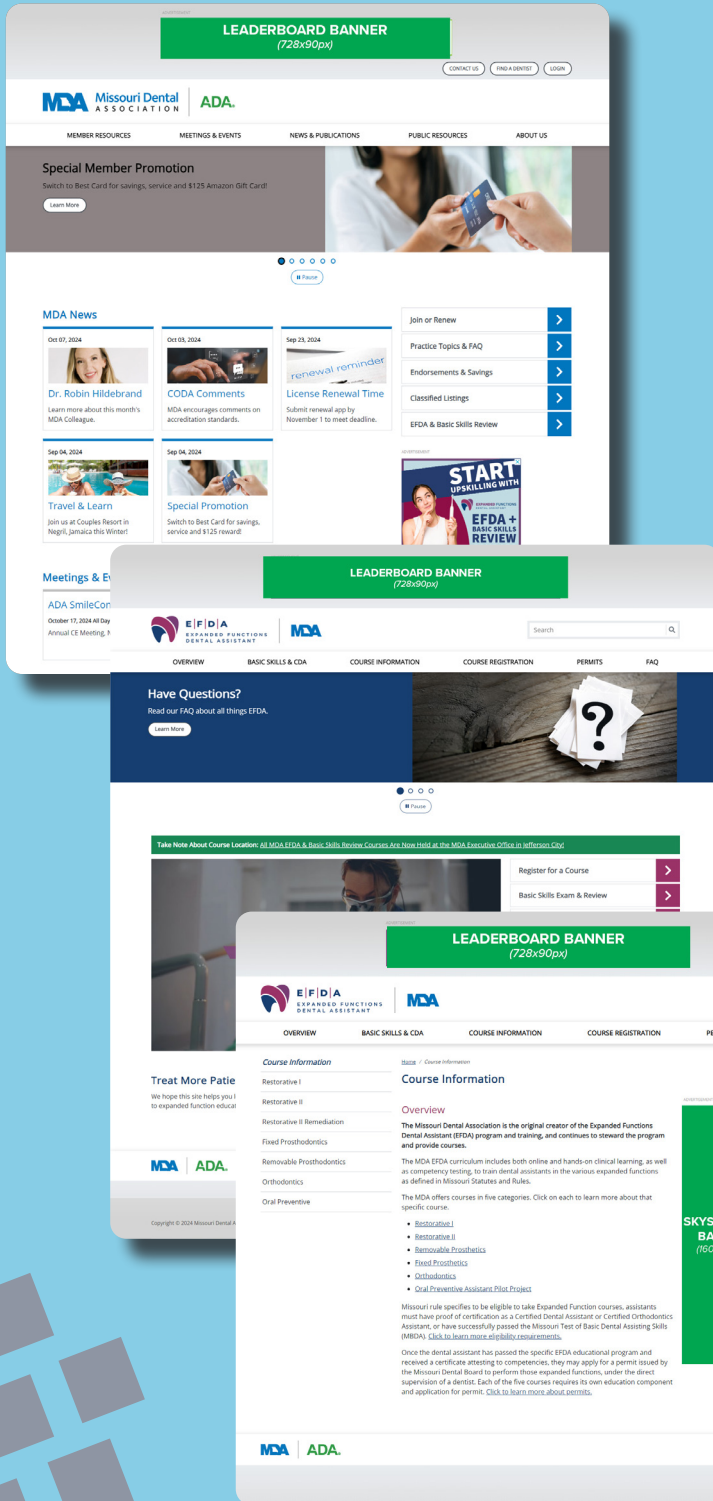 ADVERTISEMENT
LEADERBOARD BANNER
(728x90px)
CONTACT US
FIND A DENTIST
LOGIN
MDA Missouri Dental
ASSOCIATION
ADA.
MEMBER RESOURCES
MEETINGS & EVENTS
NEWS & PUBLICATIONS
PUBLIC RESOURCES
ABOUT US
Special Member Promotion
Switch to Best Card for savings, service and $125 Amazon Gift Card!
Learn More
Pause
MDA News
Oct 07, 2024
Dr. Robin Hildebrand
Learn more about this month's
MDA Colleague.
Oct 03, 2024
CODA Comments
MDA encourages comments on
accreditation standards.
Sep 23, 2024
renewal reminder
License Renewal Time
Submit renewal app by
November 1 to meet deadline.
Sep 04, 2024
Travel & Learn
Join us at Couples Resort in
Negril, Jamaica this Winter!
Sep 04, 2024
Special Promotion
Switch to Best Card for savings,
service and $125 reward!
Join or Renew
Practice Topics & FAQ
Endorsements & Savings
Classified Listings
EFDA & Basic Skills Review
ADVERTISEMENT
START
UPSKILLING WITH
EXPANDED FUNCTIONS
DENTAL ASSISTANT
EFDA +
BASIC SKILLS
REVIEW
Meetings & E
ADA SmileCon
October 17, 2024 All Day
Annual CE Meeting,
LEADERBOARD BANNER
(728x90px)
E|F|D|A
EXPANDED FUNCTIONS
DENTAL ASSISTANT
MDA
Search
OVERVIEW
BASIC SKILLS & CDA
COURSE INFORMATION
COURSE REGISTRATION
PERMITS
FAQ
Have Questions?
Read our FAQ about all things EFDA.
Learn More
?
Pause
Take Note About Course Location: All MDA EFDA & Basic Skills Review Courses Are Now Held at the MDA Executive Office in Jefferson City!
Register for a Course
Basic Skills Exam & Review
Treat More Patie
We hope this site helps you
to expanded function educat
MDA ADA.
Copyright © 2024 Missouri Dental A
ADVERTISEMENT
LEADERBOARD BANNER
(728x90px)
E|F|D|A
EXPANDED FUNCTIONS
DENTAL ASSISTANT
MDA
OVERVIEW
BASIC SKILLS & CDA
COURSE INFORMATION
COURSE REGISTRATION
PE
Course Information
Restorative I
Restorative II
Restorative II Remediation
Fixed Prosthodontics
Removable Prosthodontics
Orthodontics
Oral Preventive
Home / Course Information
Course Information
Overview
The Missouri Dental Association is the original creator of the Expanded Functions
Dental Assistant (EFDA) program and training, and continues to steward the program
and provide courses.
The MDA EFDA curriculum includes both online and hands-on clinical learning, as well
as competency testing, to train dental assistants in the various expanded functions
as defined in Missouri Statutes and Rules.
The MDA offers courses in five categories. Click on each to learn more about that
specific course.
• Restorative I
• Restorative II
• Removable Prosthetics
• Fixed Prosthetics
• Orthodontics
• Oral Preventive Assistant Pilot Project
Missouri rule specifies to be eligible to take Expanded Function courses, assistants
must have proof of certification as a Certified Dental Assistant or Certified Orthodontics
Assistant, or have successfully passed the Missouri Test of Basic Dental Assisting Skills
(MBDA). Click to learn more eligibility requirements.
Once the dental assistant has passed the specific EFDA educational program and
received a certificate attesting to competencies, they may apply for a permit issued by
the Missouri Dental Board to perform those expanded functions, under the direct
supervision of a dentist. Each of the five courses requires its own education component
and application for permit. Click to learn more about permits.
ADVERTISEMENT
SKYS
BA
(160
MDA ADA.